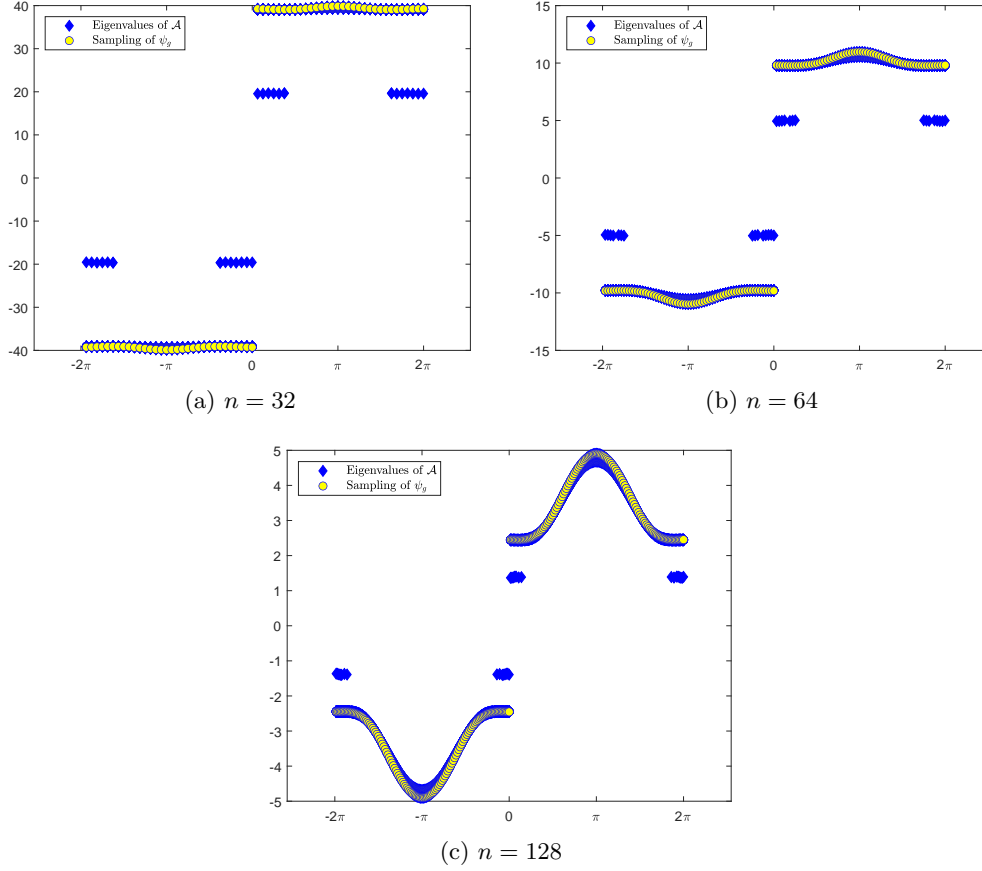 40
30
20
10
0
-10
-20
-30
-40
-2π
-π
0
π
2π
Eigenvalues of 𝒜
Sampling of ψ_g
(a) n = 32
15
10
5
0
-5
-10
-15
-2π
-π
0
π
2π
Eigenvalues of 𝒜
Sampling of ψ_g
(b) n = 64
5
4
3
2
1
0
-1
-2
-3
-4
-5
-2π
-π
0
π
2π
Eigenvalues of 𝒜
Sampling of ψ_g
(c) n = 128